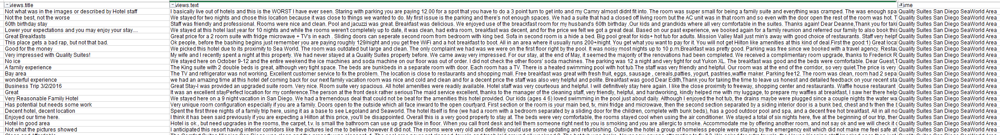 views.title views.text ame
Not what was in the images or described by Hotel staff I basically live out of hotels and this is the WORST I have ever seen. Staring with parking you are paying 12.00 for a spot that you have to do a 3 point turn to get into and my Camry almost didnt fit into. The room was super small for being a family suite and everything was cramped. The was enough spa Quality Suites San Diego SeaWorld Area
Not the best, not the worse We stayed for two nights and chose this location because it was close to things we wanted to do. My first issue is the parking and there's not enough spaces. We had a suite that had a closed off living room but the AC unit was in that room and so even with the door open the rest of the room was hot. T Quality Suites San Diego SeaWorld Area
60th birthday stay Staff was friendly and professional. Rooms were nice and clean. Pool and jacuzzi was great. Breakfast was delicious. We enjoyed use of the breackfast room for my husband's 60th birthday .Our kids and grandkids where all very comfortable in the suites. Thanks again! Dear Deanne,Thank you for taki Quality Suites San Diego SeaWorld Area
Lower your expectations and you may enjoy your stay.... We stayed at this hotel last year for 10 nights and while the rooms weren't completely up to date, it was clean, had extra room, breakfast was decent, and for the price we felt we got a great deal. Based on our past experience, we booked again for a family reunion and referred our family to also book this Quality Suites San Diego SeaWorld Area
Great Breakfasts Great price for a 2 room suite with fridge microwave + TV's in each . Sliding doors can seperate second room from bedroom with king bed. Sofa in second room is a hide a bed. Big pool great for kids+ hot tub for adults. Mission Valley Mall just min's away with good choice of restaurants. Staff very helpf Quality Suites San Diego SeaWorld Area
This place gets a bad rap, but not that bad. Ok people, before the bashing begins just remember you are paying roughly 129/night and you get free WiFi and a hot breakfast to boot. All in an area where it usually runs 200+/night. You get what you want to pay for it. You will not get Hilton like amenities at this kind of deal.First the good:1) Great loca Quality Suites San Diego SeaWorld Area
Good for the money We picked this hotel due to its proximity to Sea World. The room was outdated but large and clean. The only complaint we had was we were on the first floor right by the pool. It was noisy most nights up to 10 p.m.Breakfast was pretty good. Parking was free since we booked with a travel agency. Resta Quality Suites San Diego SeaWorld Area
Very impressed with Quality Suites! My wife and I recently spent a night at this property. We had never stayed at a Quality Suites property before. We came away very impressed. For our stay, at the end of May, it seemed the majority of the renovations had been completed. We received a complimentary room upgrade, thanks to Frederick R Quality Suites San Diego SeaWorld Area
No ice We stayed here on October 9-12 and the entire weekend the ice machines and soda machine on our floor was out of order. I did not check the other floors' soda machines. The parking was 12 a night and very tight for out Yukon XL. The breakfast was good and the beds were comfortable. Dear Guest,T Quality Suites San Diego SeaWorld Area
A family experience The King suite with 2 double beds is great, although very tight space. The beds are bunkbeds in a separate room with door. Each room has a TV. There is a heated swimming pool with hot tub.The staff was very friendly and helpful. Our room was at the end of the corridor, so very quiet.The price is very Quality Suites San Diego SeaWorld Area
Bay area The TV and refrigerator was not working. Excellent customer service to fix the problem. The location is close to restaurants and shopping mall. Free breakfast was great with fresh fruit, eggs, sausage , cereals,patties, yogurt, pastries,waffle maker. Parking fee12. The room was clean, room had 2 sepa Quality Suites San Diego SeaWorld Area
wonderful experience we had an amazing time at this hotel def coming back for our next family vacation room was nice and cold and clean and for a decent price the staff was also very helpful and polite. Breakfast was good Dear Edith,Thank you for taking the time to leave us honest and detailed feedback on your recent sta Quality Suites San Diego SeaWorld Area
Business Trip 3/2/2016 Great Stay-I was provided an upgraded suite room. Very nice. Room suite very spacious. All hotel amenities were readily available. Hotel staff was very courteous and helpful. I will definitively stay here again. I like the close proximity to freeway, shopping center and restaurants. Waffle house restaurant Quality Suites San Diego SeaWorld Area
Great It was an excellent stayPerfect location for my conference.The person at the front desk rather seriousThe maid service excellent, thanks to the manager of the cleaning staff, very friendly, helpful, and hardworking, kindly helped me with my luggage, to prepare my waffles at breakfast, I saw her there help Quality Suites San Diego SeaWorld Area
Very Reasonable Family Hotel We stayed here on a 9 night vacation in San Diego. We had a tremendous deal that could not be beat for the amenities this hotel provided. Our kids (ages 4 6) loved swimming in the pool just about daily. Although I enjoyed the hot tub, the drains maybe were plugged since a couple nights the water wa Quality Suites San Diego SeaWorld Area
Has potential but needs some work Very unique room configuration especially if you are a family. Doors open to the outside which all face inward to the open courtyard. First section or the room is your main bed, tv, mini fridge and microwave, then the second section separated by a siding interior door is a bunk bed, chest and tv then the b Quality Suites San Diego SeaWorld Area
Decent hotel, decent location Spent the first three nights of a family trip here, using it as a base to see Legoland and Seaworld. The hotel itself is fine (we had a room with a bedroom separated by a sliding door for the children, complete with bunk beds), has a good outdoor pool and spa, and a decent free hot breakfast. All in all no Quality Suites San Diego SeaWorld Area
Enjoyed our time here. I think it has been said previously if you are expecting a Hilton at this price, you'll be disappointed. Overall this is a very good property to stay at. The beds were very comfortable, the rooms stayed cool when using the air conditioner. We stayed a total of six nights here, five at the beginning of our trip, ther Quality Suites San Diego SeaWorld Area
Hotel in good area Hotel is ok , but need upgrades in the rooms, the carpet, t.v. Is small the bathroom can use up grade tike in floor. When you call front desk and tell them someone right next to you is smoking and you are allergic to smoke. Accommodate me by offering another room, and not say ok and we will check it o Quality Suites San Diego SeaWorld Area
Not what the pictures showed I anticipated this resort having interior corridors like the pictures led me to believe however it did not. The rooms were very old and definitely could use some updating and refurbishing. Outside the hotel a group of homeless people were staying by the emergency exit which did not make me feel safe at Quality Suites San Diego SeaWorld Area